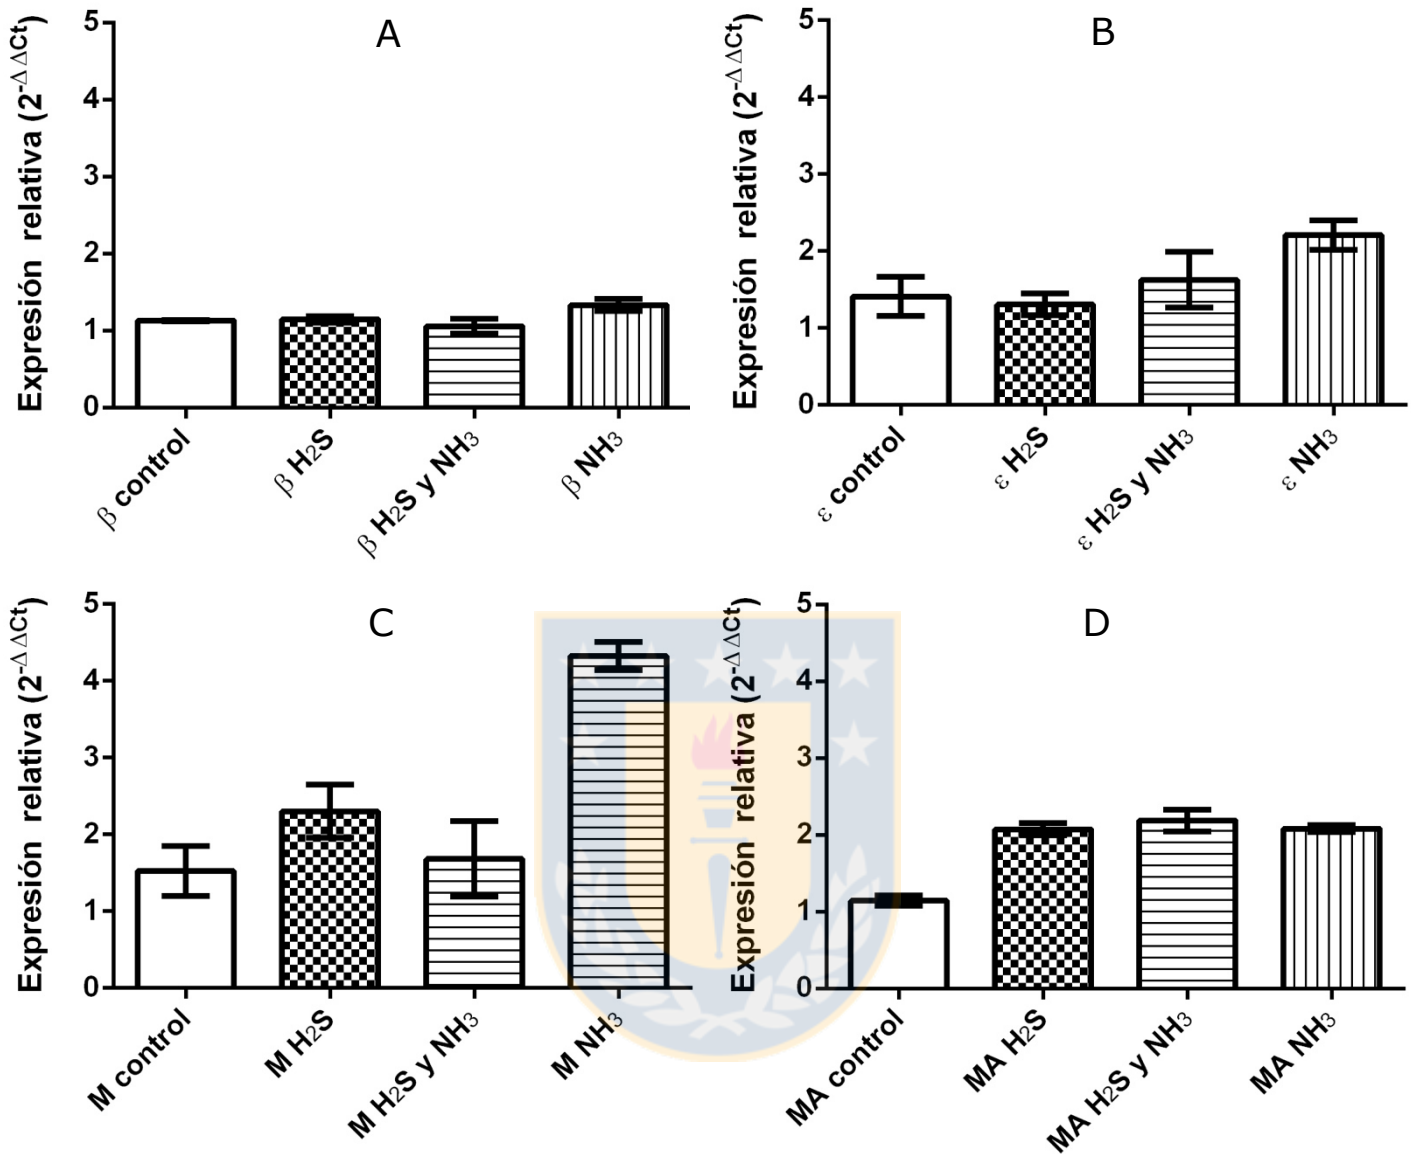 A
Expresión relativa (2-ΔΔCt)
5
4
3
2
1
0
β control
β H2S
β H2S y NH3
β NH3
B
Expresión relativa (2-ΔΔCt)
5
4
3
2
1
0
ε control
ε H2S
ε H2S y NH3
ε NH3
C
Expresión relativa (2-ΔΔCt)
5
4
3
2
1
0
M control
M H2S
M H2S y NH3
M NH3
D
Expresión relativa (2-ΔΔCt)
5
4
3
2
1
0
MA control
MA H2S
MA H2S y NH3
MA NH3